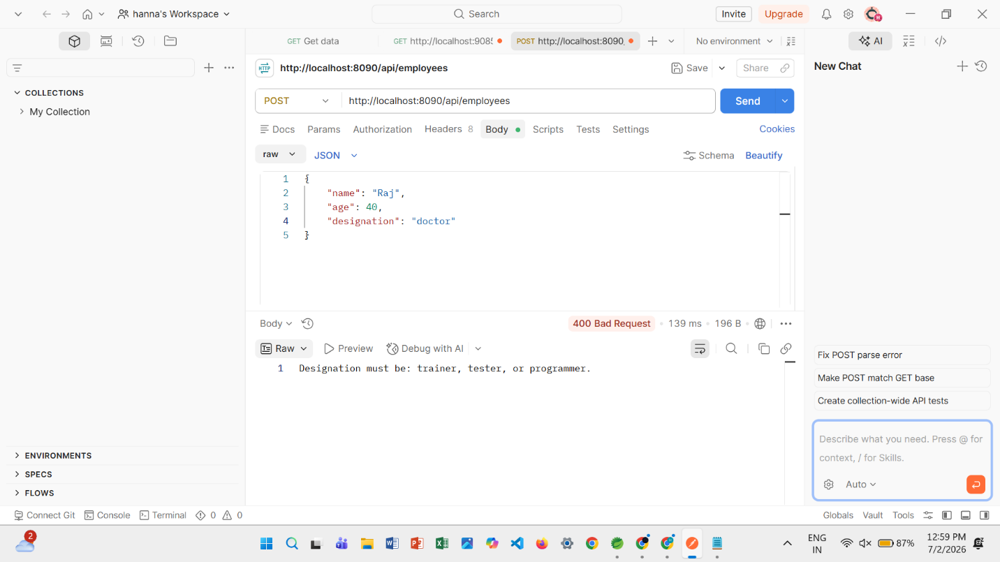 hanna's Workspace
Search
Invite
Upgrade
H
GET Get data
GET http://localhost:9085
POST http://localhost:8090
No environment
AI
HTTP
http://localhost:8090/api/employees
Save
Share
New Chat
COLLECTIONS
My Collection
POST
http://localhost:8090/api/employees
Send
Docs
Params
Authorization
Headers 8
Body
Scripts
Tests
Settings
Cookies
raw
JSON
Schema
Beautify
1 {
2 "name": "Raj",
3 "age": 40,
4 "designation": "doctor"
5 }
Body
400 Bad Request
139 ms
196 B
Raw
Preview
Debug with AI
1 Designation must be: trainer, tester, or programmer.
Fix POST parse error
Make POST match GET base
Create collection-wide API tests
Describe what you need. Press @ for
context, / for Skills.
Auto
ENVIRONMENTS
SPECS
FLOWS
Connect Git
Console
Terminal
0
0
Globals
Vault
Tools
2
ENG
IN
87%
12:59 PM
7/2/2026